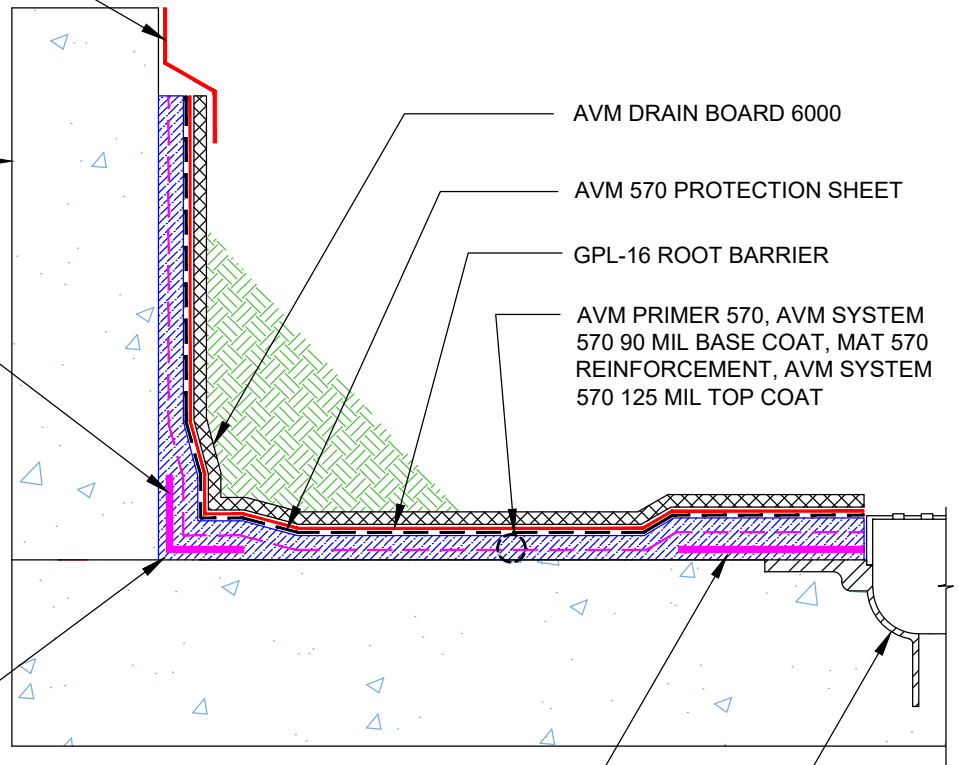 AVM DRAIN BOARD 6000
AVM 570 PROTECTION SHEET
GPL-16 ROOT BARRIER
AVM PRIMER 570, AVM SYSTEM
570 90 MIL BASE COAT, MAT 570
REINFORCEMENT, AVM SYSTEM
570 125 MIL TOP COAT